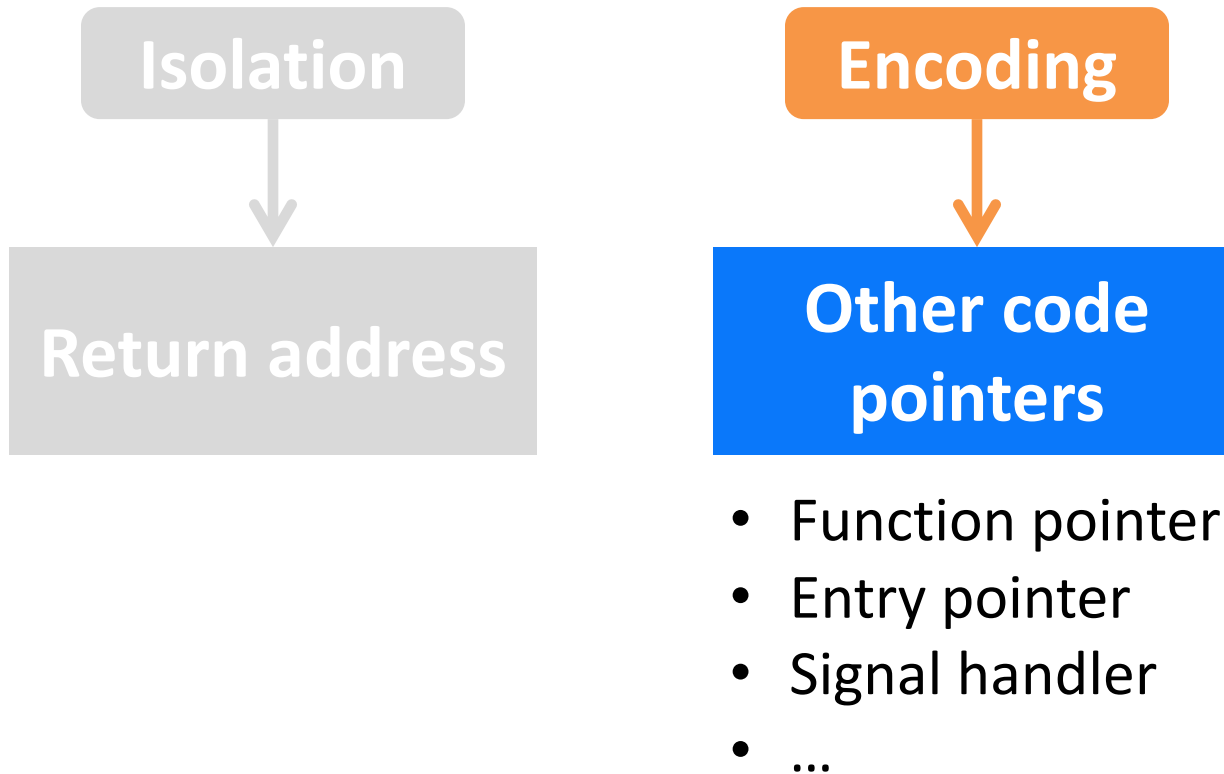 Isolation
Encoding
Return address
Other code
pointers
• Function pointer
• Entry pointer
• Signal handler
• …